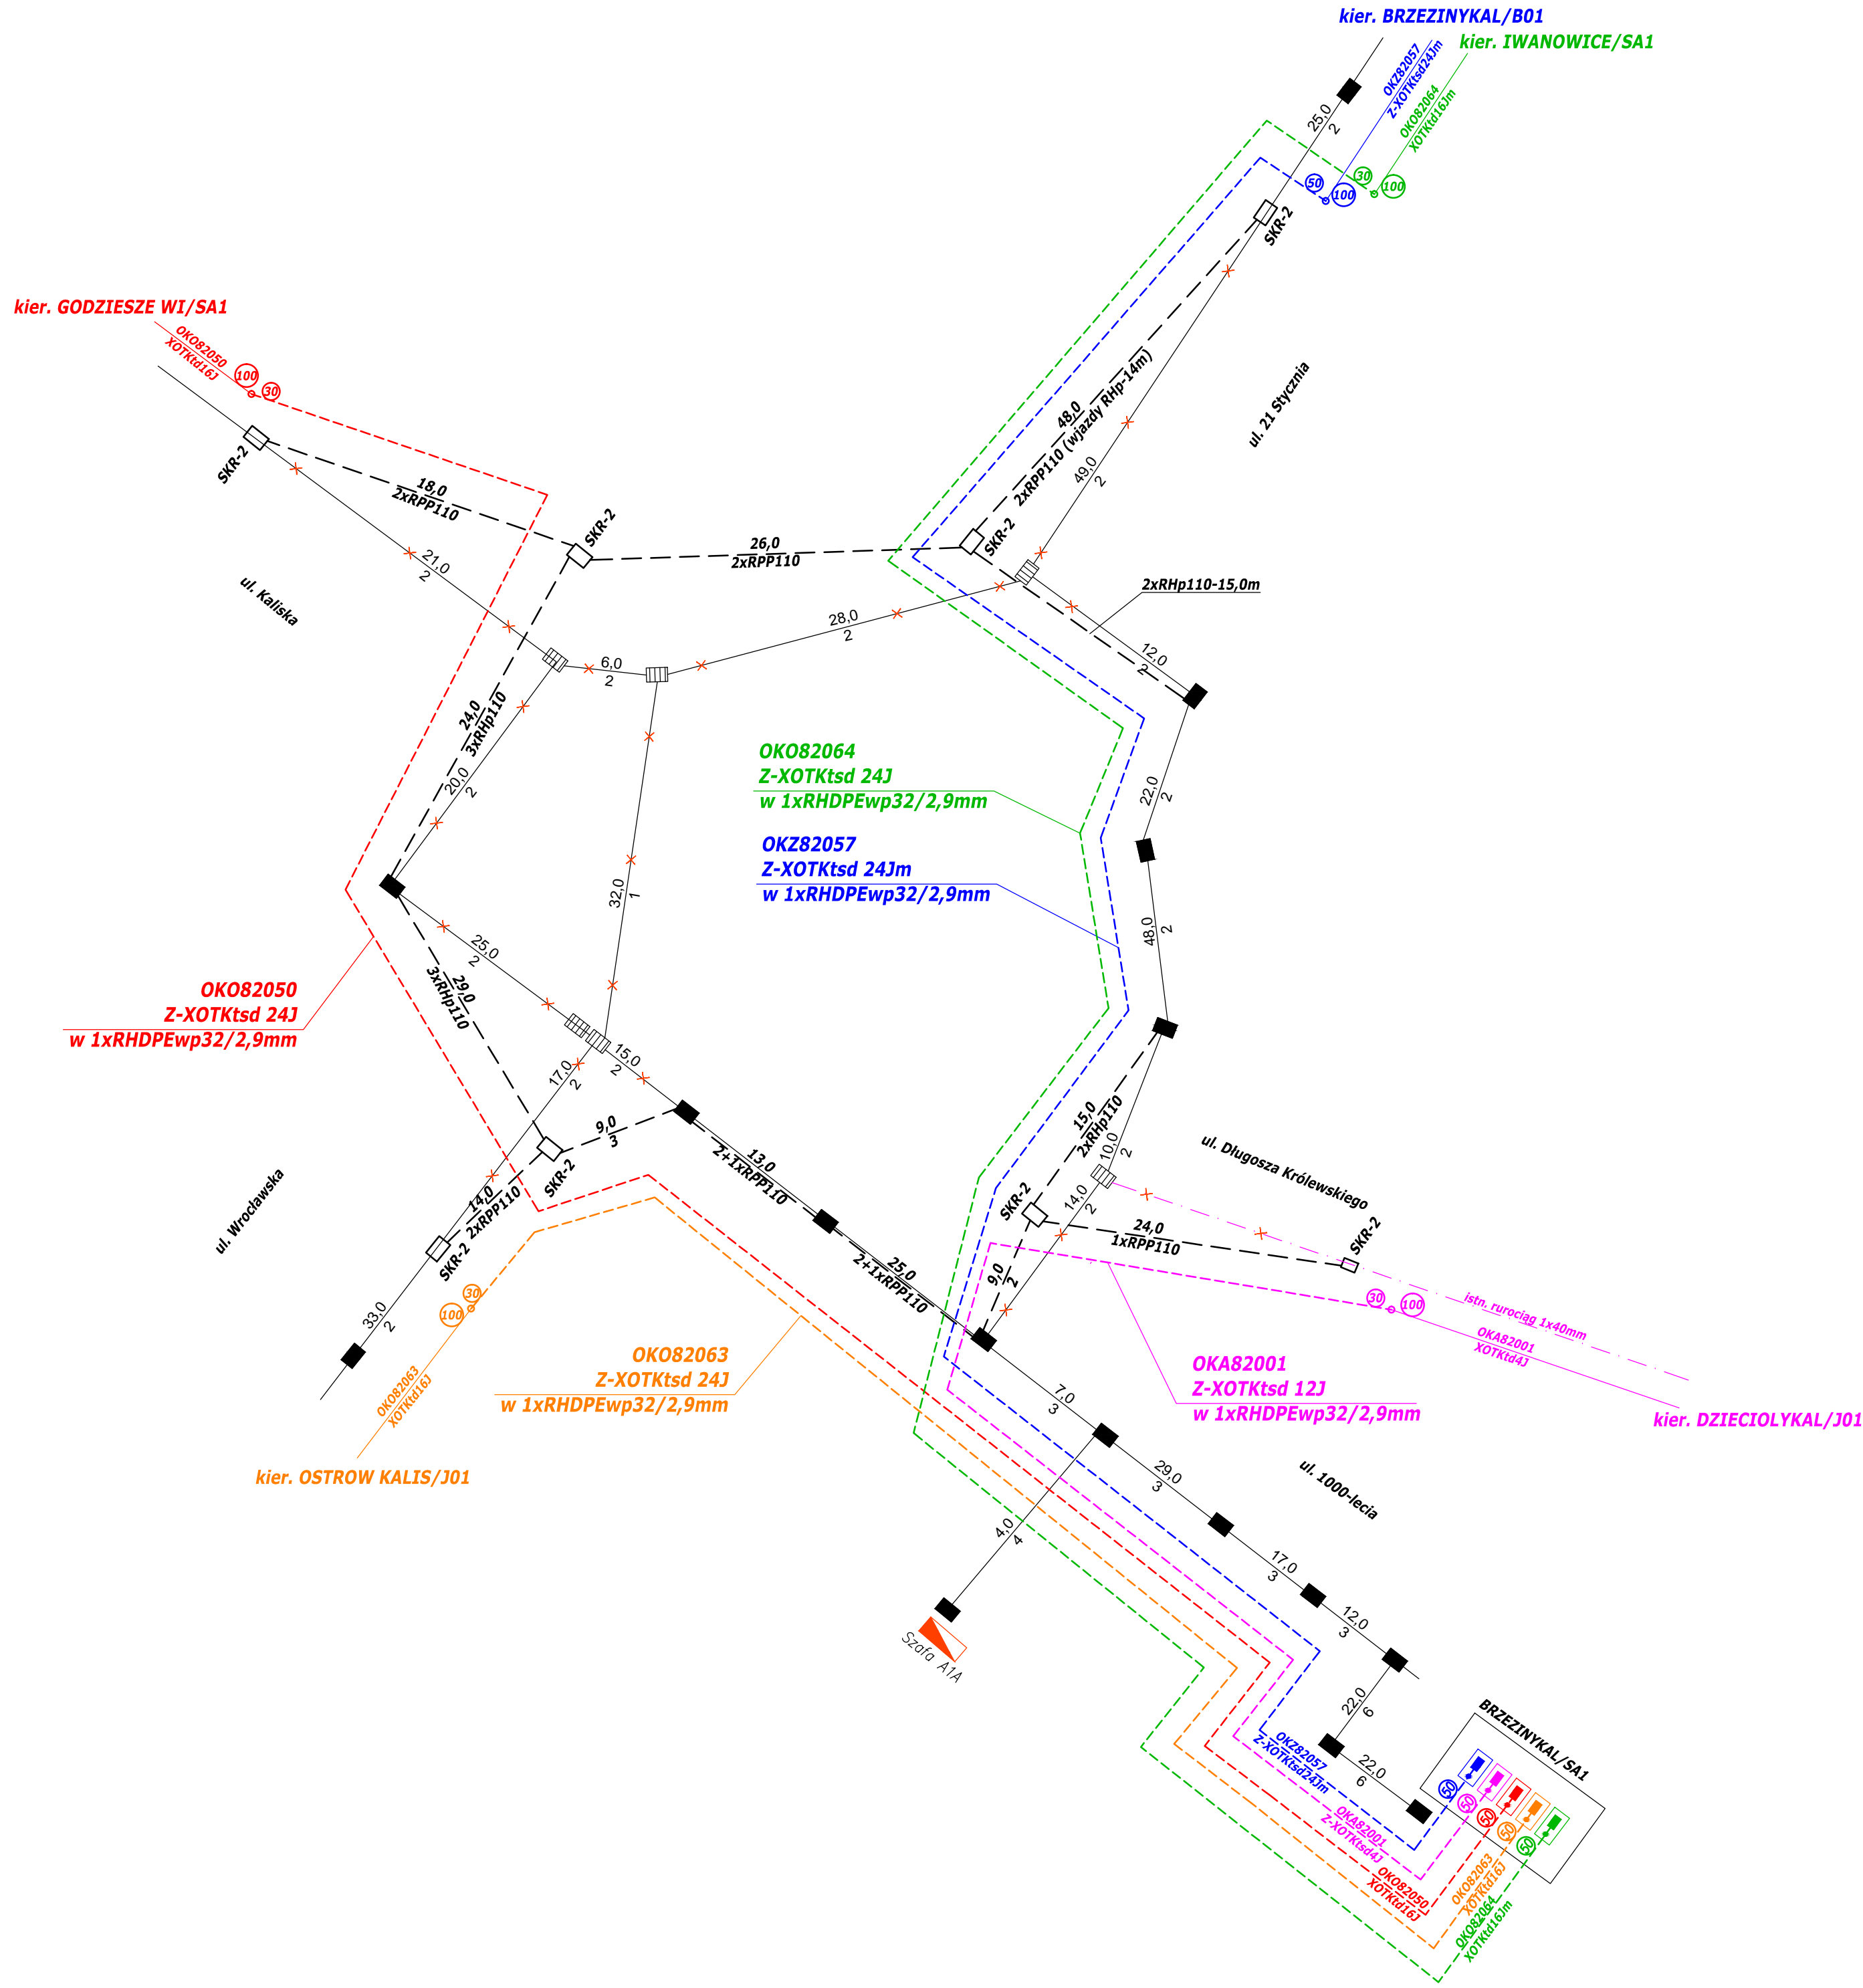 kier. BRZEZINYKAL/B01
kier. IWANOWICE/SA1
OKZ82057
Z-XOTKtsd24Jm
OKO82064
XOTKtd16Jm
25,0
2
50
100
30
100
SKR-2
kier. GODZIESZE WI/SA1
OKO82050
XOTKtd16J
100
30
SKR-2
18,0
2xRPP110
SKR-2
21,0
2
ul. Kaliska
26,0
2xRPP110
48,0
2xRPP110 (wjazdy RHp-14m)
49,0
2
ul. 21 Stycznia
SKR-2
2xRHp110-15,0m
12,0
2
28,0
2
6,0
2
24,0
3xRHp110
20,0
2
22,0
2
OKO82064
Z-XOTKtsd 24J
w 1xRHDPEwp32/2,9mm
OKZ82057
Z-XOTKtsd 24Jm
w 1xRHDPEwp32/2,9mm
32,0
1
48,0
2
25,0
2
29,0
3xRHp110
OKO82050
Z-XOTKtsd 24J
w 1xRHDPEwp32/2,9mm
15,0
2
17,0
2
9,0
3
SKR-2
14,0
2xRPP110
SKR-2
ul. Wrocławska
13,0
2+1xRPP110
25,0
2+1xRPP110
15,0
2xRHp110
10,0
2
14,0
2
SKR-2
9,0
2
ul. Długosza Królewskiego
24,0
1xRPP110
SKR-2
30
100
istn. rurociąg 1x40mm
OKA82001
XOTKtd4J
kier. DZIECIOLYKAL/J01
OKA82001
Z-XOTKtsd 12J
w 1xRHDPEwp32/2,9mm
33,0
2
30
100
OKO82063
XOTKtd16J
kier. OSTROW KALIS/J01
OKO82063
Z-XOTKtsd 24J
w 1xRHDPEwp32/2,9mm
7,0
3
29,0
3
ul. 1000-lecia
4,0
4
Szafa A1A
17,0
3
12,0
3
22,0
6
22,0
6
BRZEZINYKAL/SA1
50
50
50
50
50
OKZ82057
Z-XOTKtsd24Jm
OKA82001
Z-XOTKtsd4J
OKO82050
XOTKtd16J
OKO82063
XOTKtd16J
OKO82064
XOTKtd16Jm